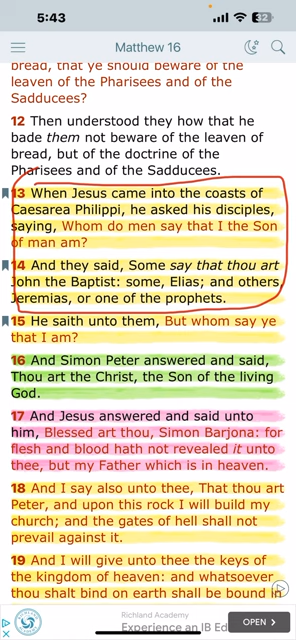 5:43
32
Matthew 16
bread, that ye should beware of the
leaven of the Pharisees and of the
Sadducees?
12 Then understood they how that he
bade them not beware of the leaven of
bread, but of the doctrine of the
Pharisees and of the Sadducees.
13 When Jesus came into the coasts of
Caesarea Philippi, he asked his disciples,
saying, Whom do men say that I the Son
of man am?
14 And they said, Some say that thou art
John the Baptist: some, Elias; and others,
Jeremias, or one of the prophets.
15 He saith unto them, But whom say ye
that I am?
16 And Simon Peter answered and said,
Thou art the Christ, the Son of the living
God.
17 And Jesus answered and said unto
him, Blessed art thou, Simon Barjona: for
flesh and blood hath not revealed it unto
thee, but my Father which is in heaven.
18 And I say also unto thee, That thou art
Peter, and upon this rock I will build my
church; and the gates of hell shall not
prevail against it.
19 And I will give unto thee the keys of
the kingdom of heaven: and whatsoever
thou shalt bind on earth shall be bound in
Richland Academy
Experience an IB Ed
OPEN >